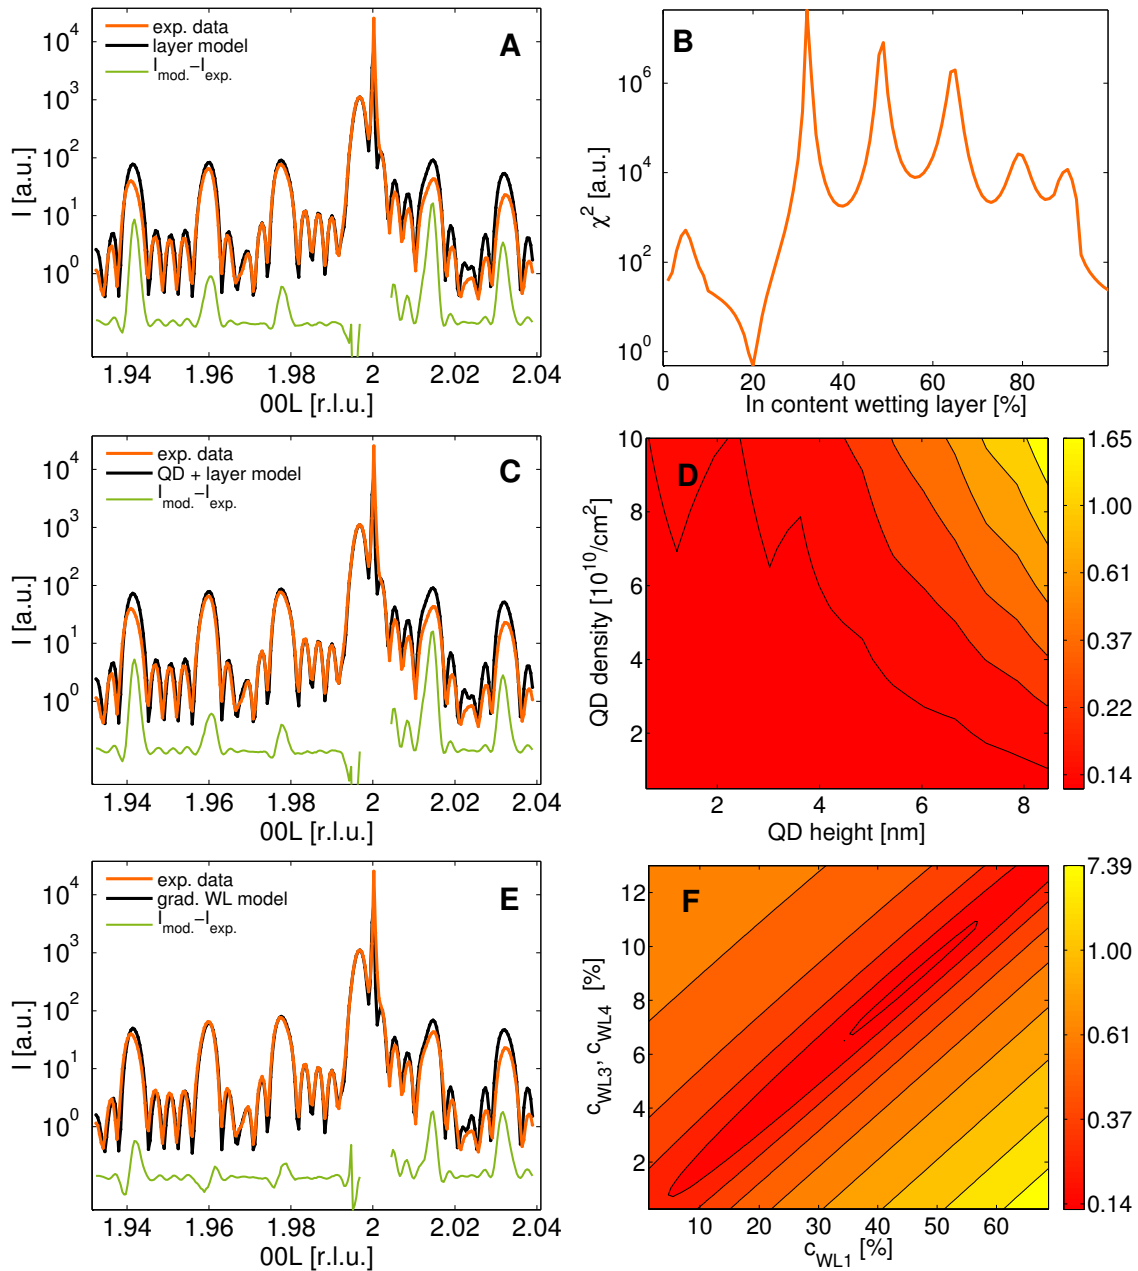 A
exp. data
layer model
I_mod.−I_exp.
10^4
10^3
10^2
10^1
10^0
I [a.u.]
1.94 1.96 1.98 2 2.02 2.04
00L [r.l.u.]
B
10^6
10^4
10^2
10^0
χ^2 [a.u.]
0 20 40 60 80
In content wetting layer [%]
C
exp. data
QD + layer model
I_mod.−I_exp.
10^4
10^3
10^2
10^1
10^0
I [a.u.]
1.94 1.96 1.98 2 2.02 2.04
00L [r.l.u.]
D
10
8
6
4
2
QD density [10^10/cm^2]
2 4 6 8
QD height [nm]
1.65
1.00
0.61
0.37
0.22
0.14
E
exp. data
grad. WL model
I_mod.−I_exp.
10^4
10^3
10^2
10^1
10^0
I [a.u.]
1.94 1.96 1.98 2 2.02 2.04
00L [r.l.u.]
F
12
10
8
6
4
2
c_WL3, c_WL4 [%]
10 20 30 40 50 60
c_WL1 [%]
7.39
1.00
0.61
0.37
0.14